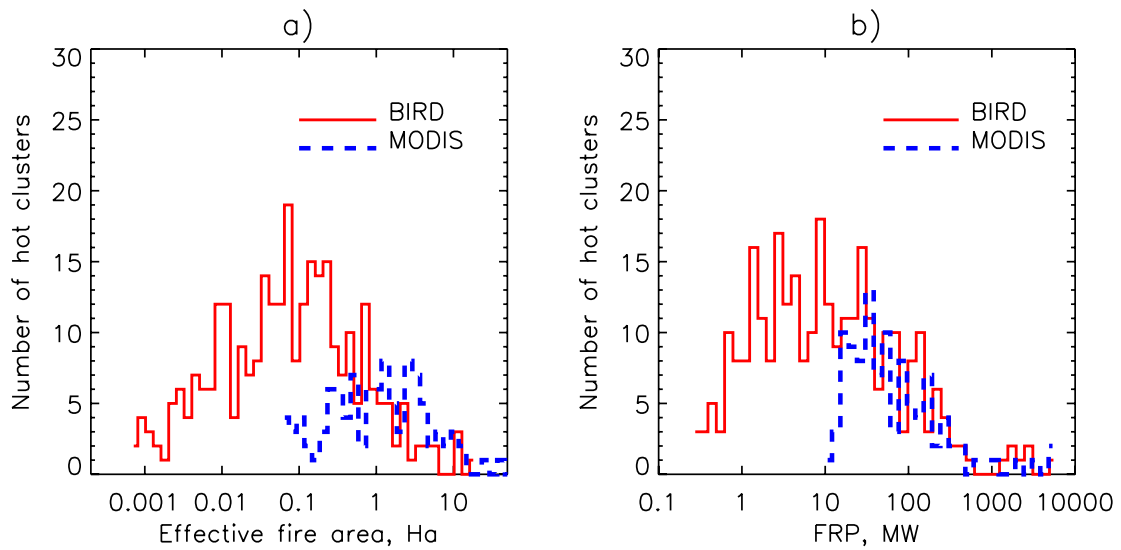 a)
30
25
20
15
10
5
0
Number of hot clusters
BIRD
MODIS
0.001 0.01 0.1 1 10
Effective fire area, Ha
b)
30
25
20
15
10
5
0
Number of hot clusters
BIRD
MODIS
0.1 1 10 100 1000 10000
FRP, MW